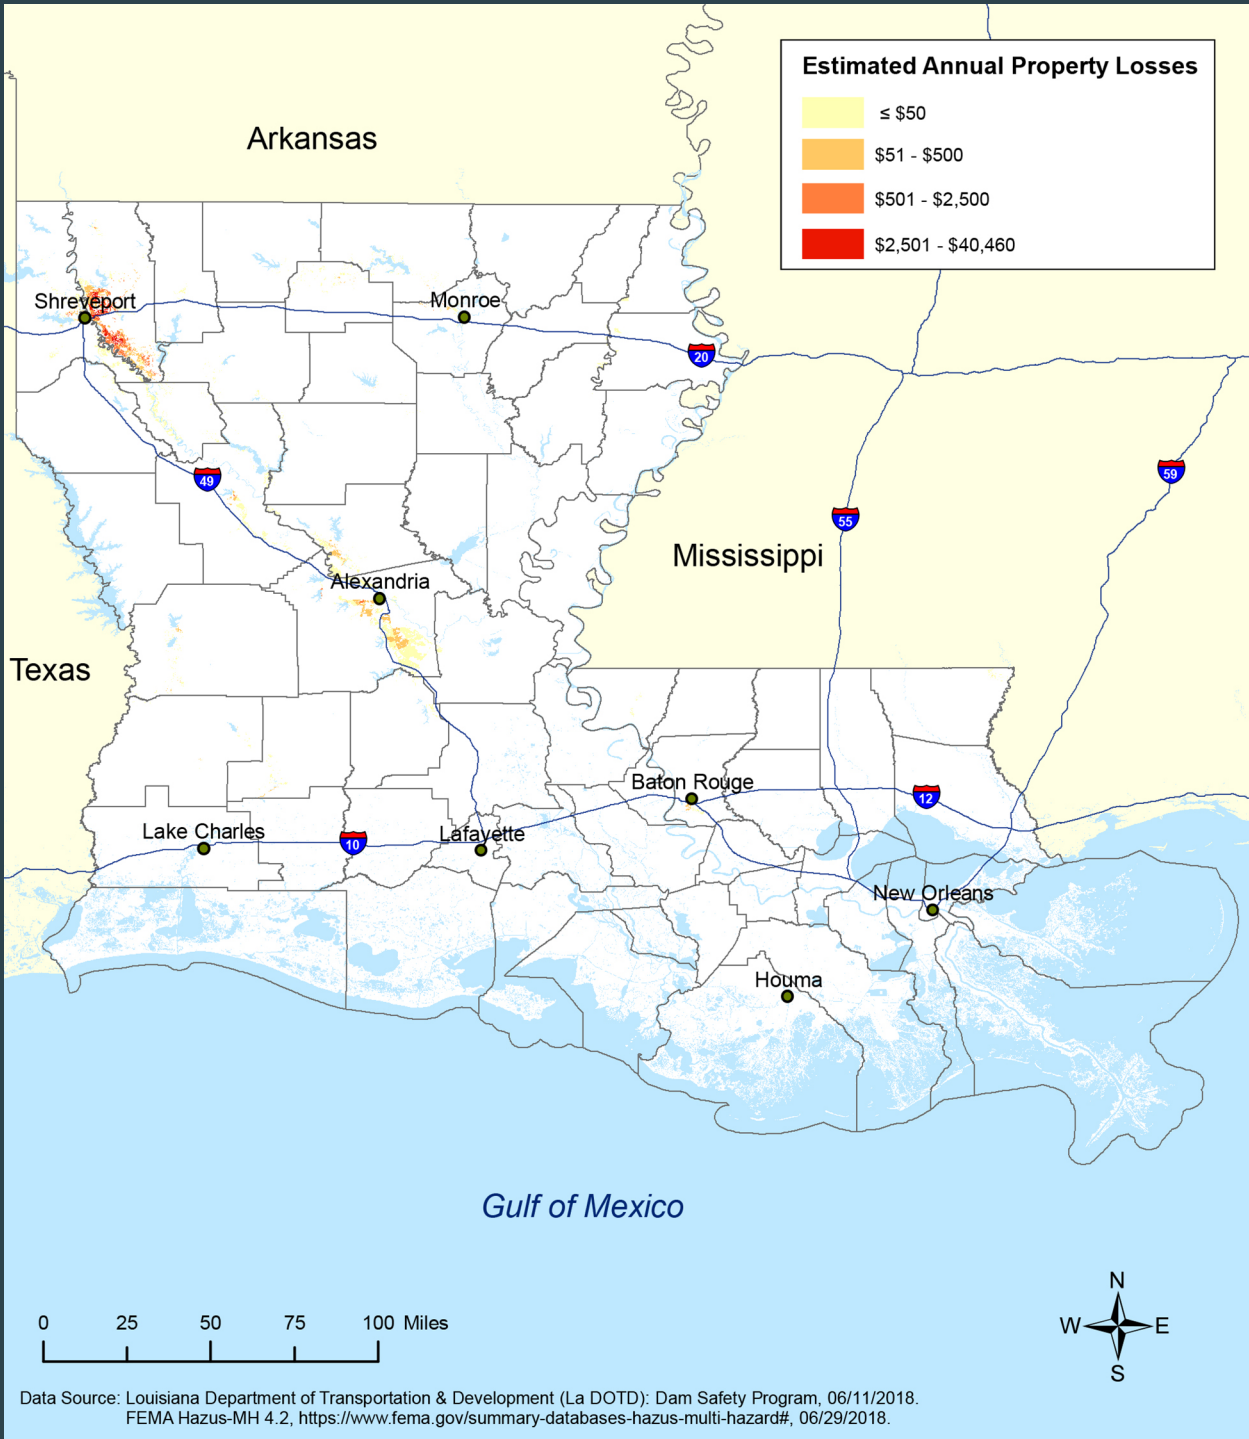 Estimated Annual Property Losses
≤ $50
$51 - $500
$501 - $2,500
$2,501 - $40,460
Arkansas
Shreveport
Monroe
20
49
59
55
Mississippi
Alexandria
Texas
Baton Rouge
12
Lake Charles
10
Lafayette
New Orleans
Houma
Gulf of Mexico
N
W E
S
0 25 50 75 100 Miles
Data Source: Louisiana Department of Transportation & Development (La DOTD): Dam Safety Program, 06/11/2018.
FEMA Hazus-MH 4.2, https://www.fema.gov/summary-databases-hazus-multi-hazard#, 06/29/2018.